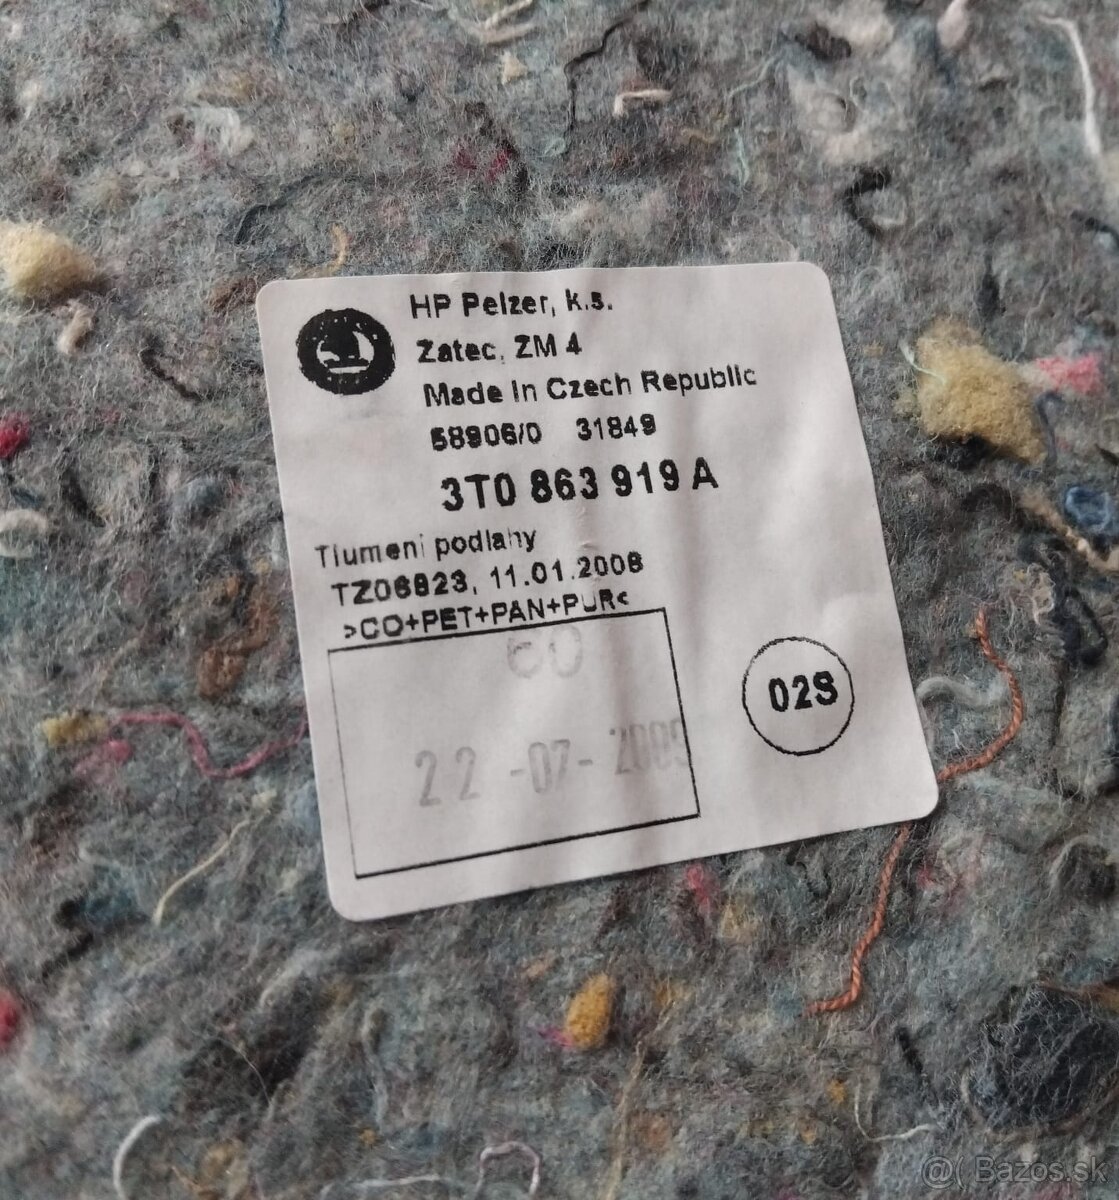 HP Pelzer, k.s.
Zatec, ZM 4
Made in Czech Republic
58906/0 31849
3T0 863 919 A
Tlumeni podlahy
TZ06823, 11.01.2008
>CO+PET+PAN+PUR<
60
22 -07- 2009
02S
@( Bazos.sk